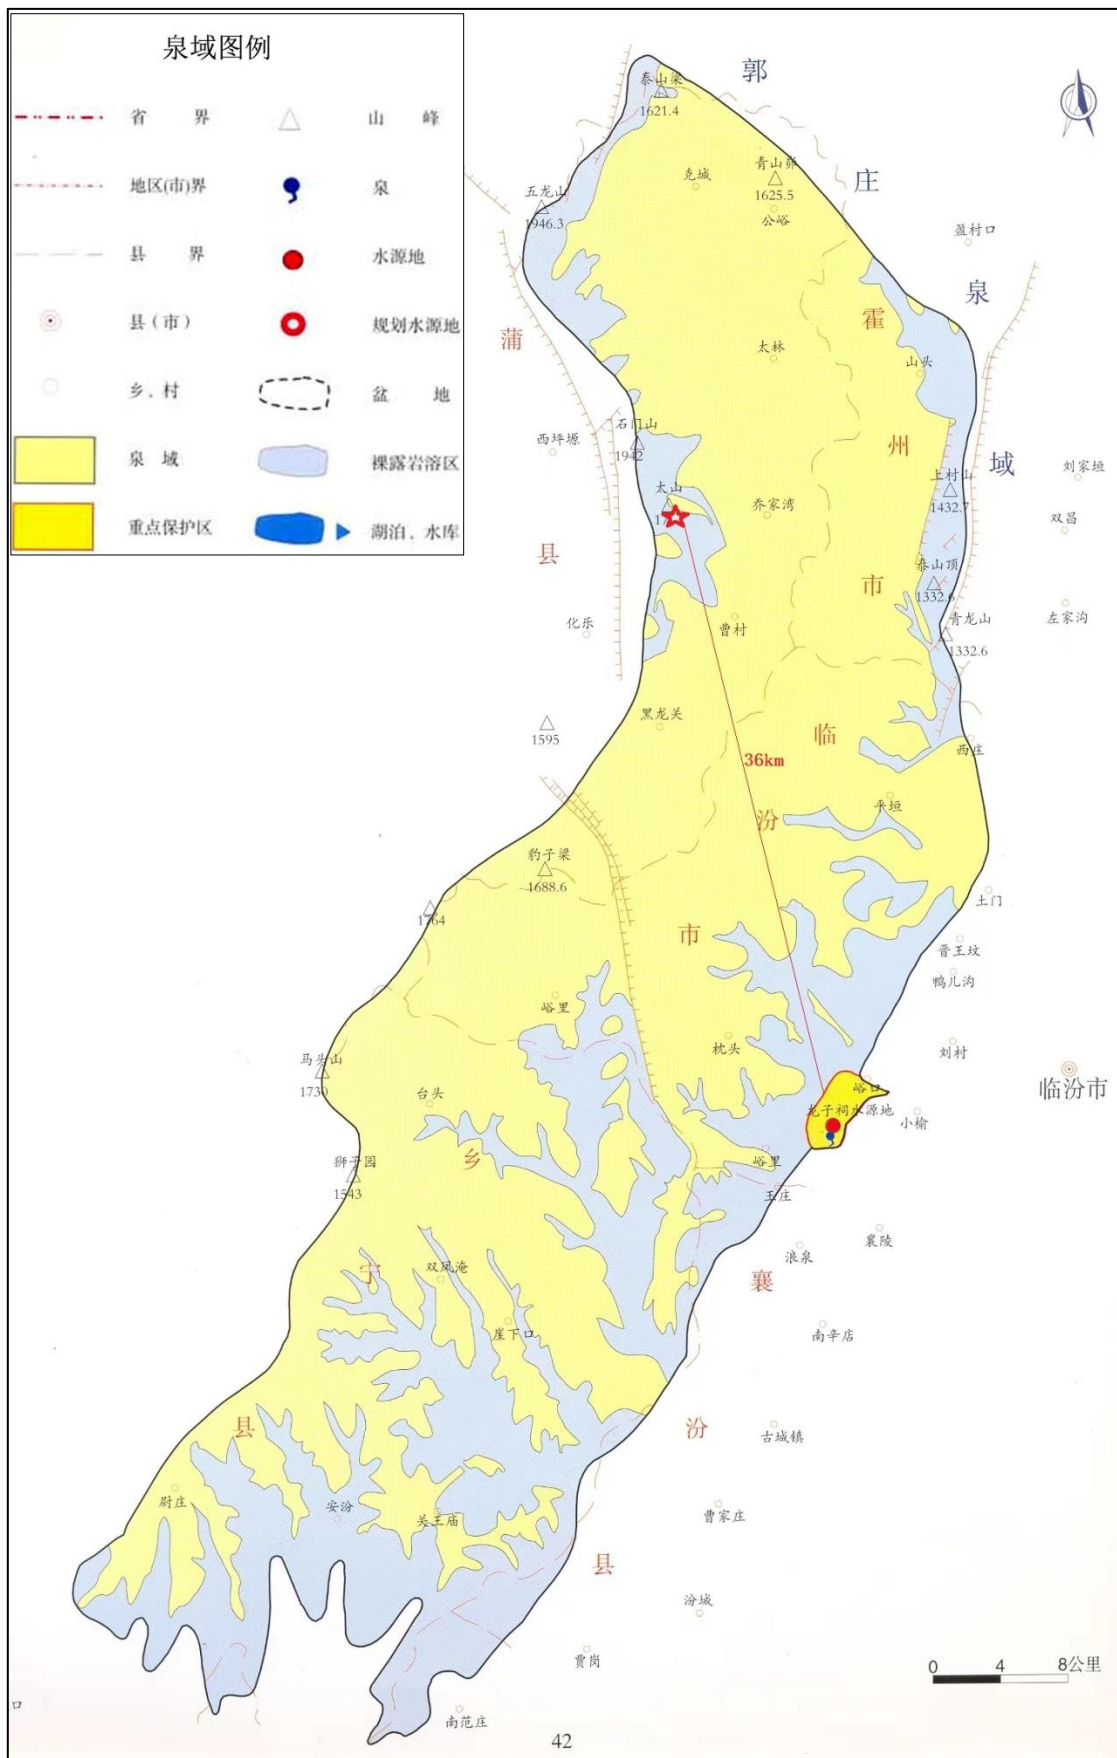 泉域图例
省 界
山 峰
地区(市)界
泉
县 界
水源地
县(市)
规划水源地
乡、村
盆 地
泉 域
裸露岩溶区
重点保护区
湖泊、水库
郭
庄
泉
域
泰山梁
1621.4
青山峁
1625.5
克城
公峪
五龙山
1946.3
盈村口
霍
蒲
太林
山头
石门山
1942
西坪塬
州
上村山
1432.7
刘家垣
太山
乔家湾
双昌
县
市
泰山顶
1332.6
化乐
曹村
青龙山
1332.6
左家沟
黑龙关
1595
临
西庄
36km
平垣
汾
豹子梁
1688.6
土门
1764
市
晋王坟
鸭儿沟
峪里
枕头
刘村
马头山
1730
台头
峪口
临汾市
龙子祠水源地
小榆
乡
峪里
狮子园
1543
王庄
襄陵
浪泉
宁
双凤淹
襄
崖下口
南辛店
县
汾
古城镇
尉庄
安汾
关王庙
曹家庄
县
汾城
贾岗
0 4 8公里
口
南范庄
42